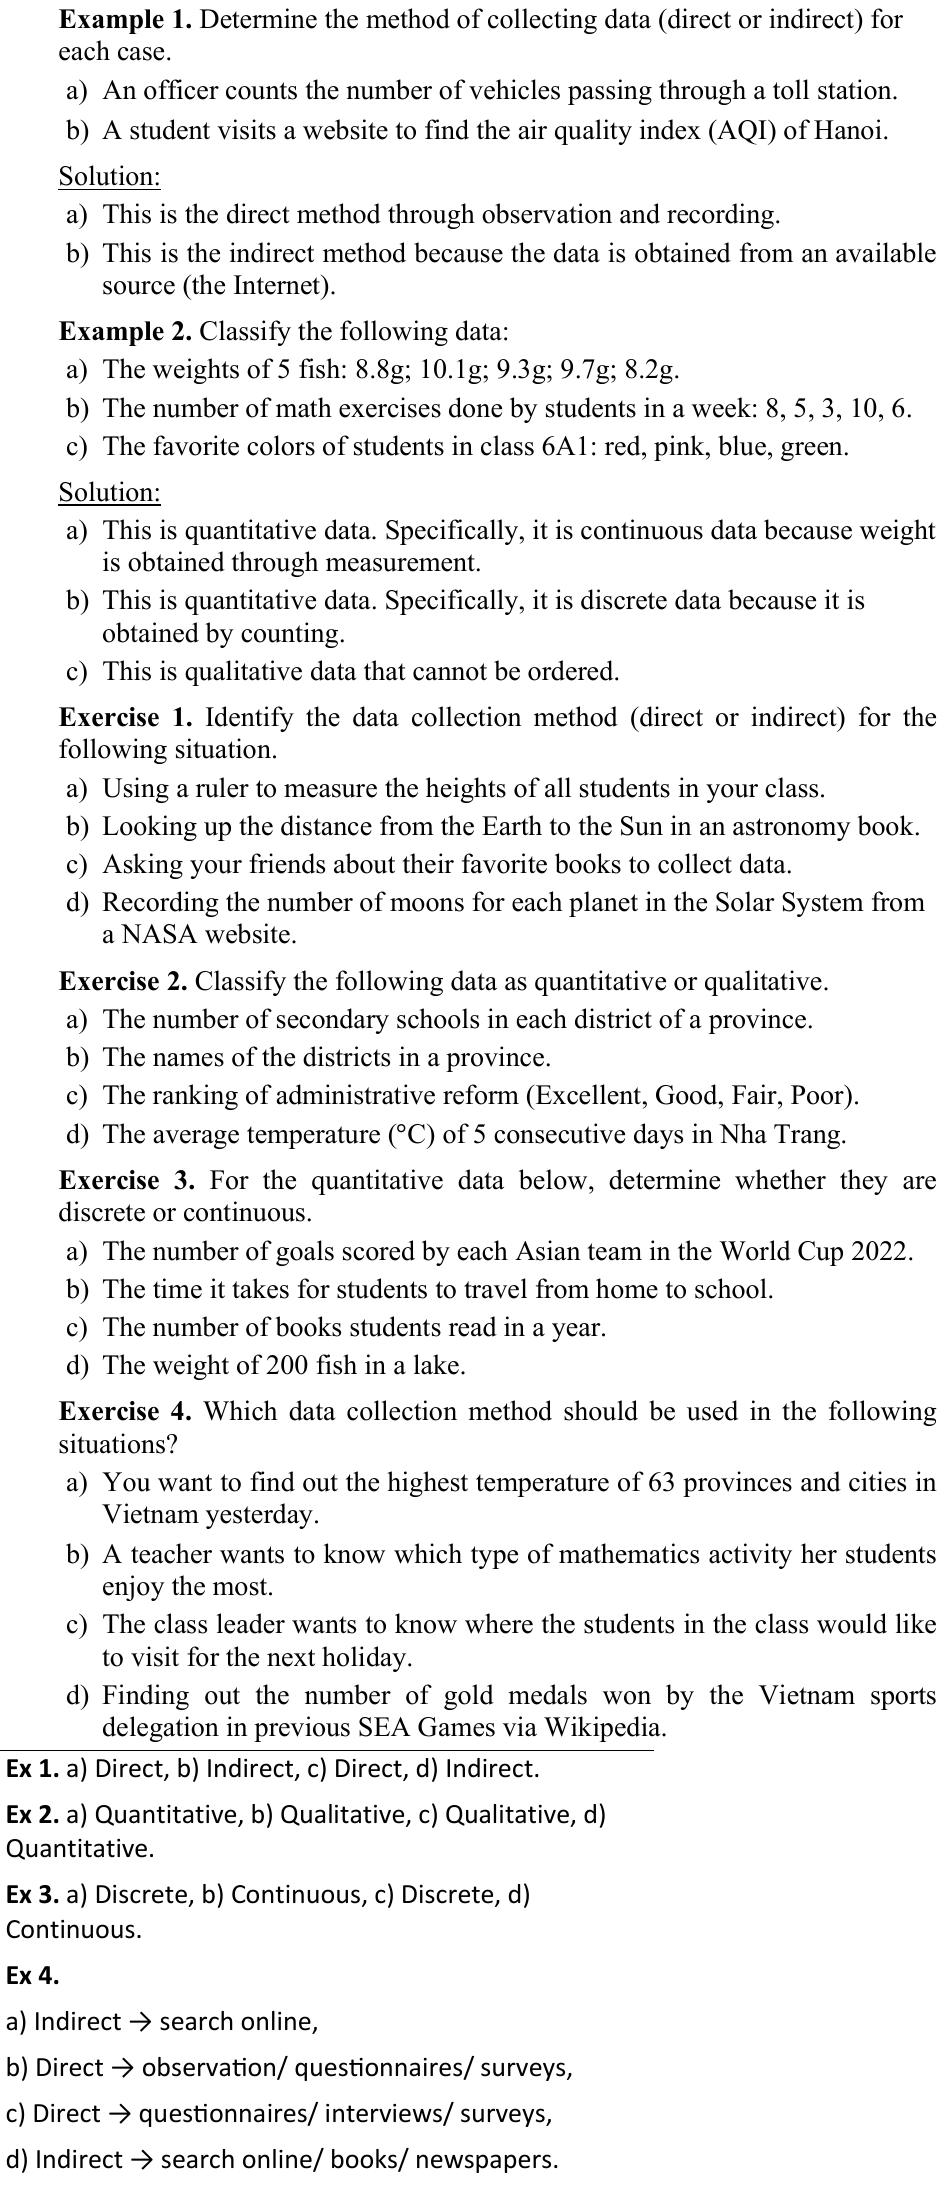 Example 1. Determine the method of collecting data (direct or indirect) for
each case.
a) An officer counts the number of vehicles passing through a toll station.
b) A student visits a website to find the air quality index (AQI) of Hanoi.
Solution:
a) This is the direct method through observation and recording.
b) This is the indirect method because the data is obtained from an available
source (the Internet).
Example 2. Classify the following data:
a) The weights of 5 fish: 8.8g; 10.1g; 9.3g; 9.7g; 8.2g.
b) The number of math exercises done by students in a week: 8, 5, 3, 10, 6.
c) The favorite colors of students in class 6A1: red, pink, blue, green.
Solution:
a) This is quantitative data. Specifically, it is continuous data because weight
is obtained through measurement.
b) This is quantitative data. Specifically, it is discrete data because it is
obtained by counting.
c) This is qualitative data that cannot be ordered.
Exercise 1. Identify the data collection method (direct or indirect) for the
following situation.
a) Using a ruler to measure the heights of all students in your class.
b) Looking up the distance from the Earth to the Sun in an astronomy book.
c) Asking your friends about their favorite books to collect data.
d) Recording the number of moons for each planet in the Solar System from
a NASA website.
Exercise 2. Classify the following data as quantitative or qualitative.
a) The number of secondary schools in each district of a province.
b) The names of the districts in a province.
c) The ranking of administrative reform (Excellent, Good, Fair, Poor).
d) The average temperature (°C) of 5 consecutive days in Nha Trang.
Exercise 3. For the quantitative data below, determine whether they are
discrete or continuous.
a) The number of goals scored by each Asian team in the World Cup 2022.
b) The time it takes for students to travel from home to school.
c) The number of books students read in a year.
d) The weight of 200 fish in a lake.
Exercise 4. Which data collection method should be used in the following
situations?
a) You want to find out the highest temperature of 63 provinces and cities in
Vietnam yesterday.
b) A teacher wants to know which type of mathematics activity her students
enjoy the most.
c) The class leader wants to know where the students in the class would like
to visit for the next holiday.
d) Finding out the number of gold medals won by the Vietnam sports
delegation in previous SEA Games via Wikipedia.
Ex 1. a) Direct, b) Indirect, c) Direct, d) Indirect.
Ex 2. a) Quantitative, b) Qualitative, c) Qualitative, d)
Quantitative.
Ex 3. a) Discrete, b) Continuous, c) Discrete, d)
Continuous.
Ex 4.
a) Indirect → search online,
b) Direct → observation/ questionnaires/ surveys,
c) Direct → questionnaires/ interviews/ surveys,
d) Indirect → search online/ books/ newspapers.